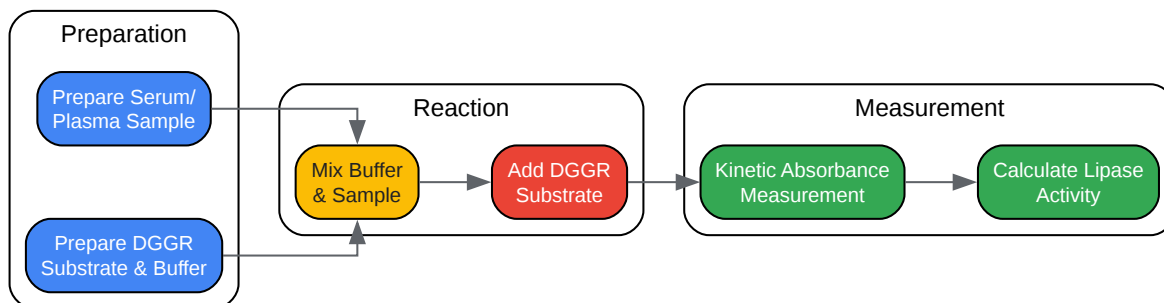 Preparation
Prepare Serum/
Plasma Sample
Prepare DGGR
Substrate & Buffer
Reaction
Mix Buffer
& Sample
Add DGGR
Substrate
Measurement
Kinetic Absorbance
Measurement
Calculate Lipase
Activity